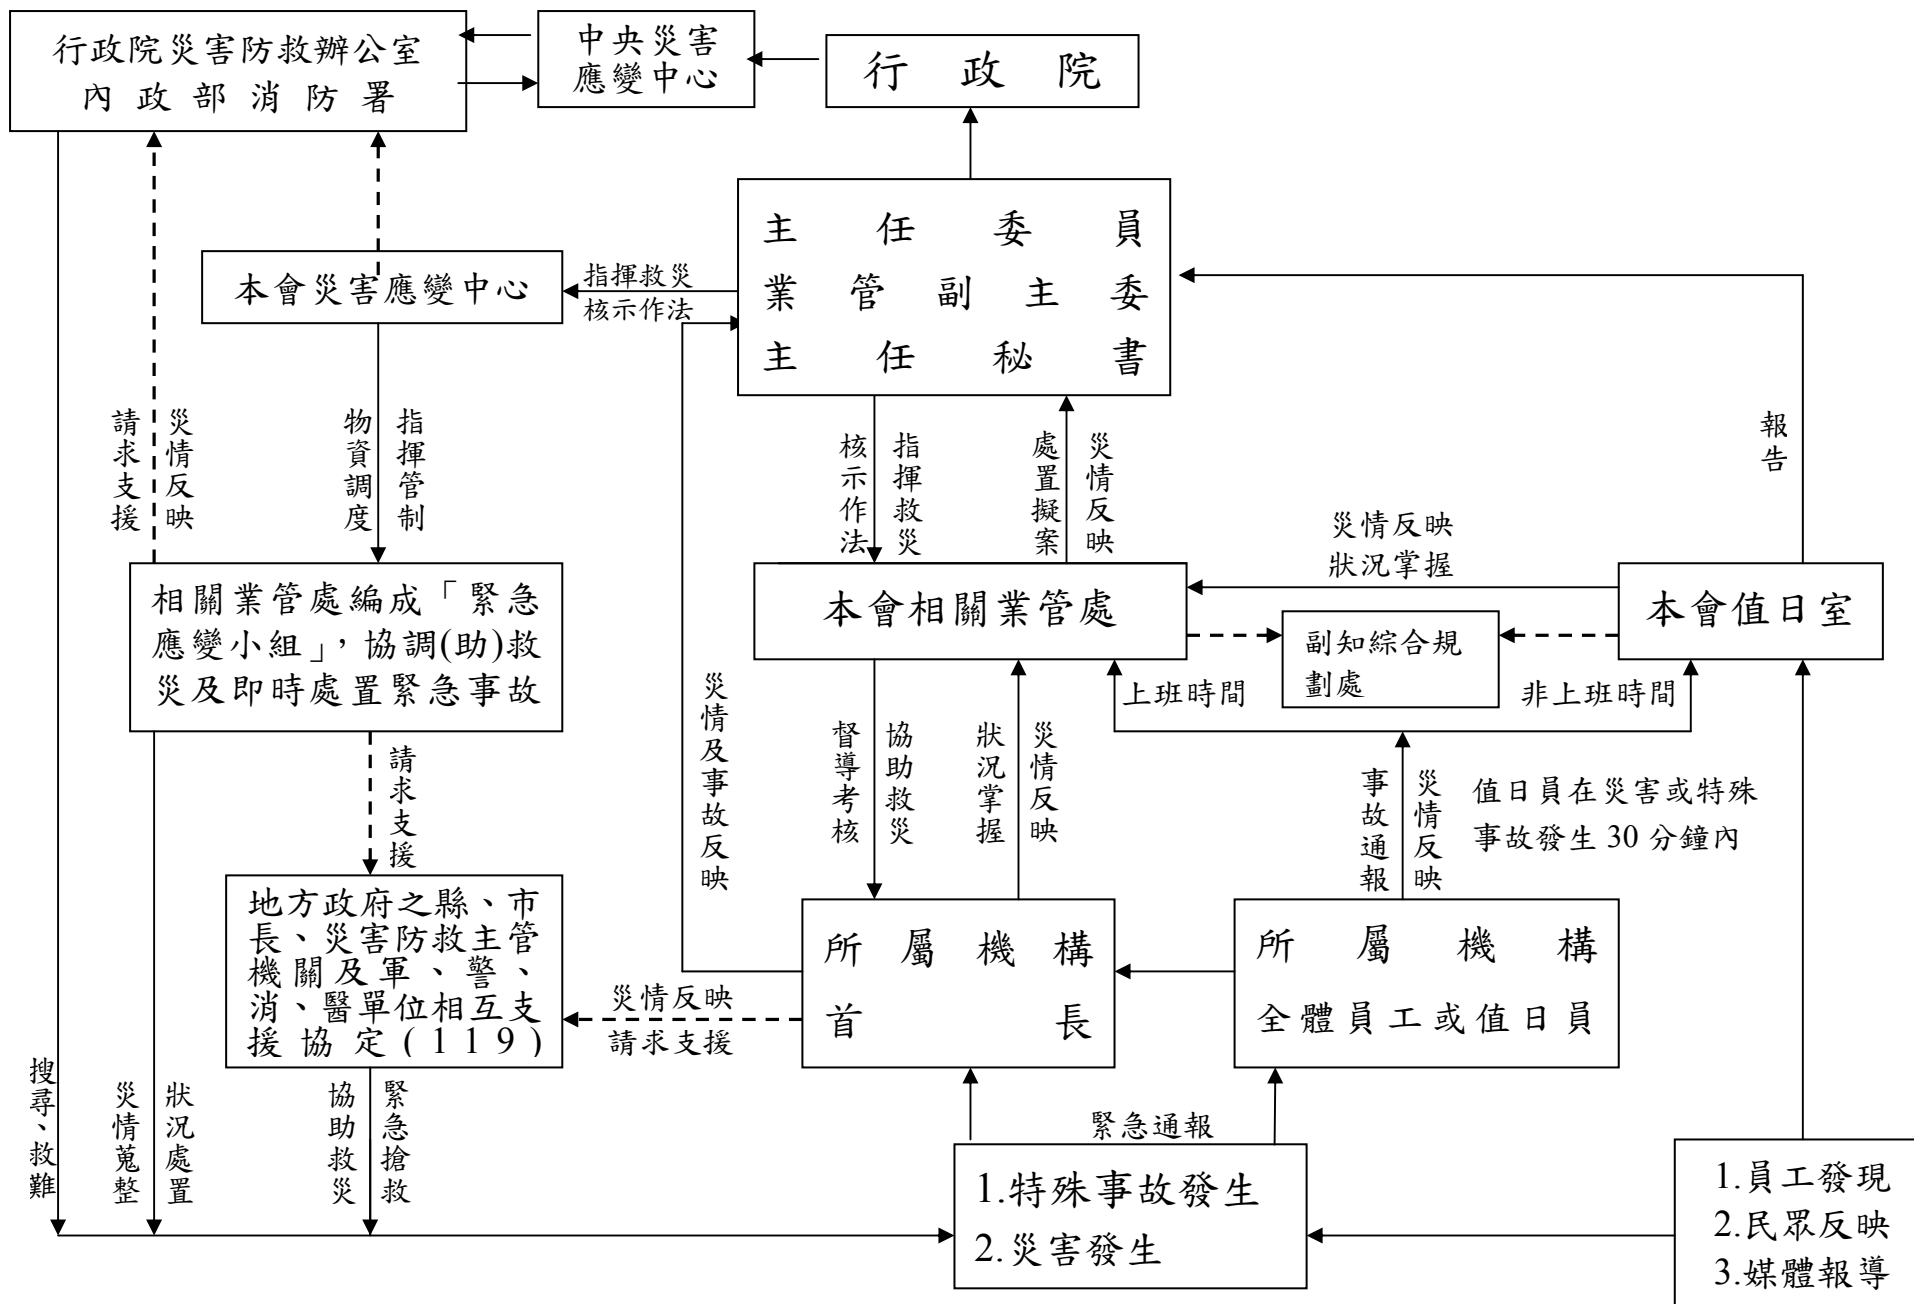 行政院災害防救辦公室
內政部消防署
中央災害
應變中心
行政院
主任委員
業管副主委
主任秘書
本會災害應變中心
指揮救災
核示作法
請求支援
災情反映
物資調度
指揮管制
核示作法
指揮救災
處置擬案
災情反映
報告
災情反映
狀況掌握
相關業管處編成「緊急
應變小組」，協調(助)救
災及即時處置緊急事故
本會相關業管處
副知綜合規
劃處
本會值日室
上班時間
非上班時間
災情及事故反映
請求支援
督導考核
協助救災
狀況掌握
災情反映
事故通報
災情反映
值日員在災害或特殊
事故發生 30 分鐘內
地方政府之縣、市
長、災害防救主管
機關及軍、警、
消、醫單位相互支
援協定(119)
災情反映
請求支援
所屬機構
首長
所屬機構
全體員工或值日員
搜尋、救難
災情蒐整
狀況處置
協助救災
緊急搶救
緊急通報
1.特殊事故發生
2.災害發生
1.員工發現
2.民眾反映
3.媒體報導